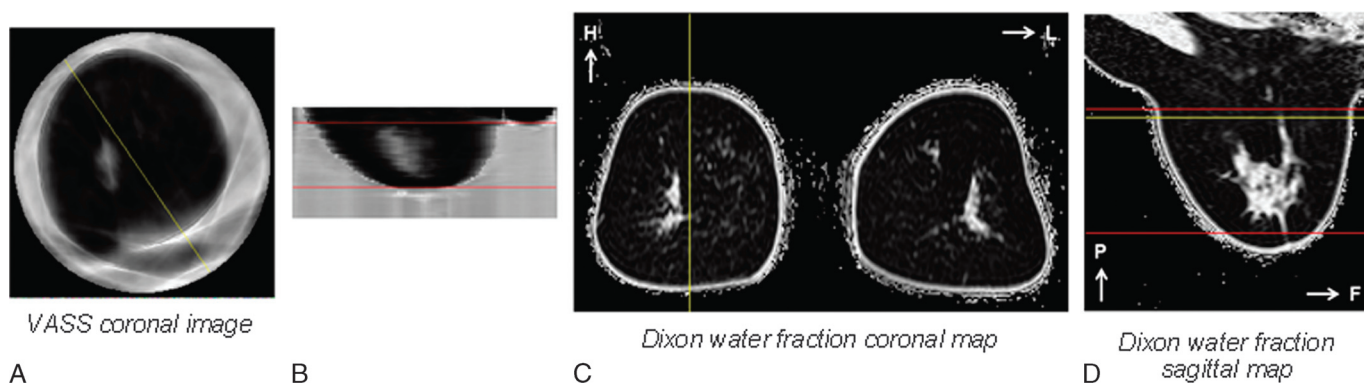 H
L
P
F
VASS coronal image
Dixon water fraction coronal map
Dixon water fraction
sagittal map
A
B
C
D